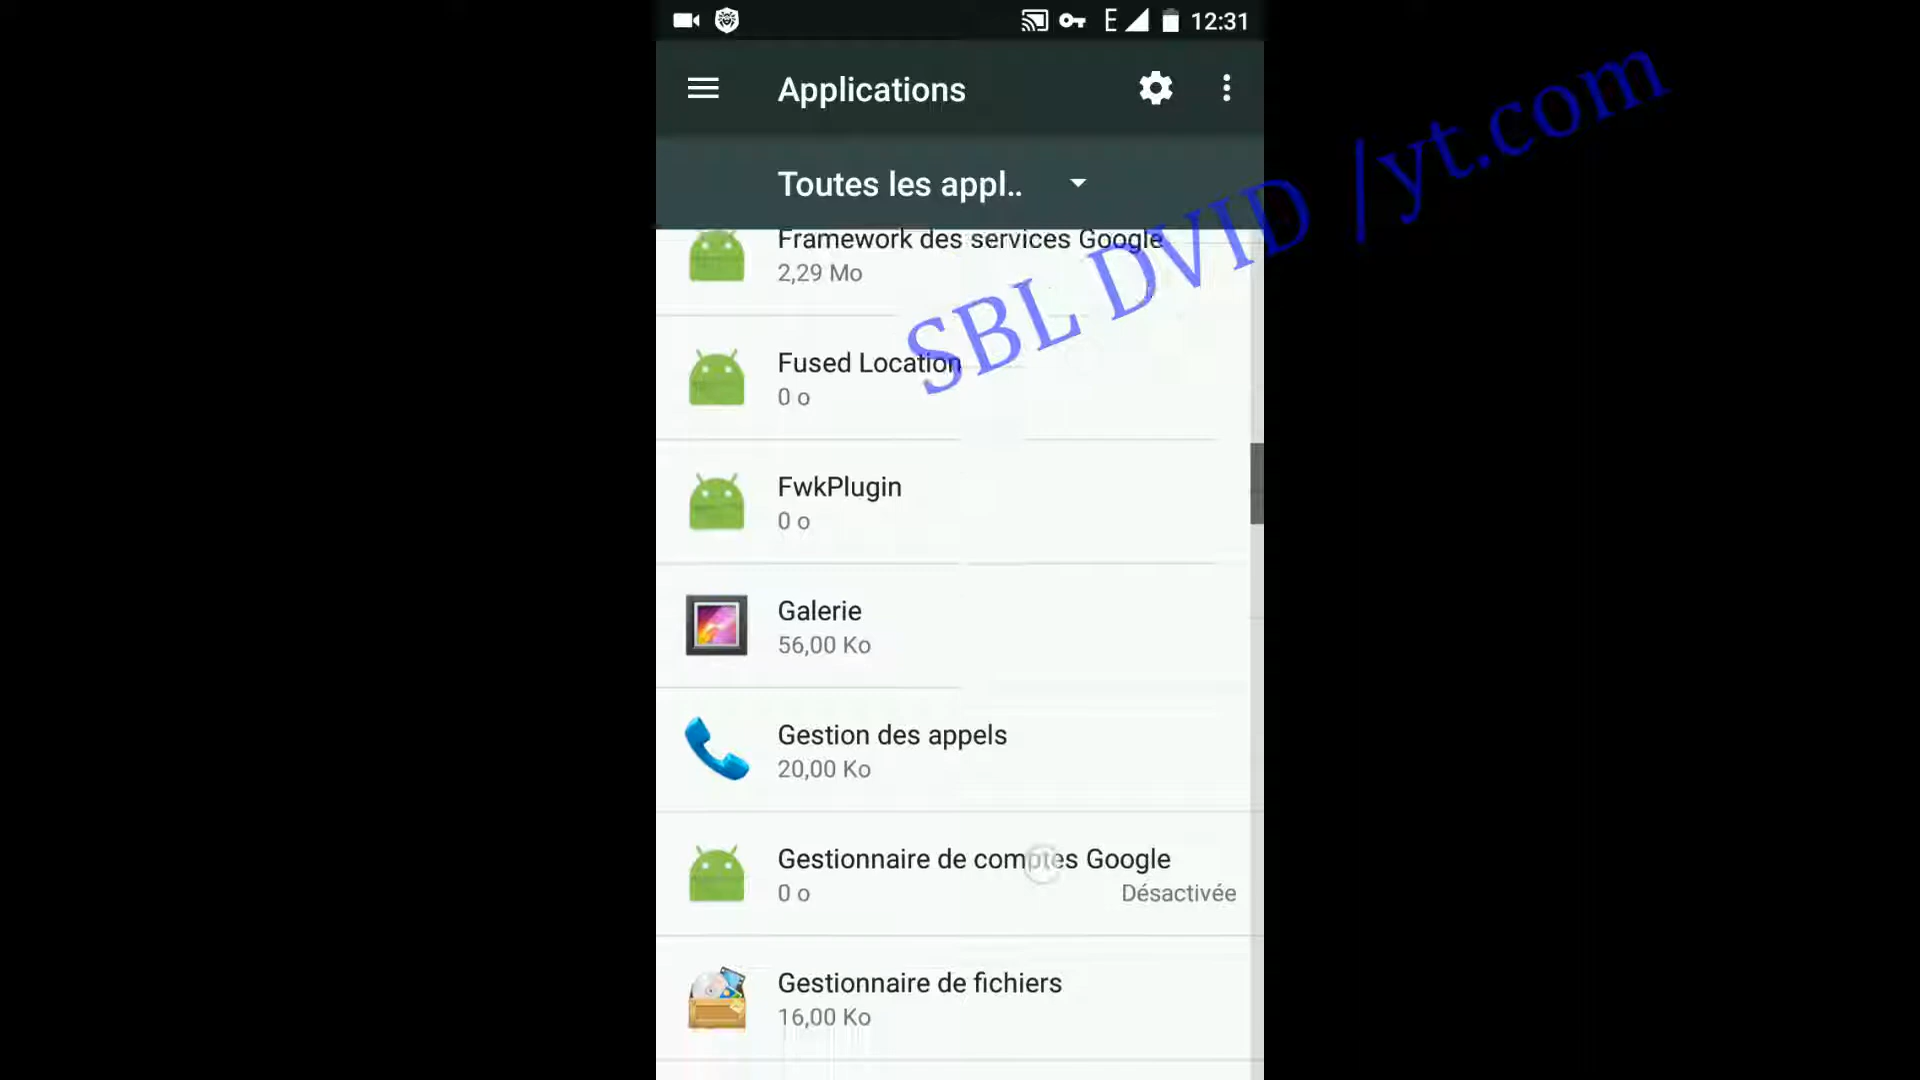 E 12:31
Applications
Toutes les appl..
SBL DVID /yt.com
Framework des services Google
2,29 Mo
Fused Location
0 o
FwkPlugin
0 o
Galerie
56,00 Ko
Gestion des appels
20,00 Ko
Gestionnaire de comptes Google
0 o
Désactivée
Gestionnaire de fichiers
16,00 Ko